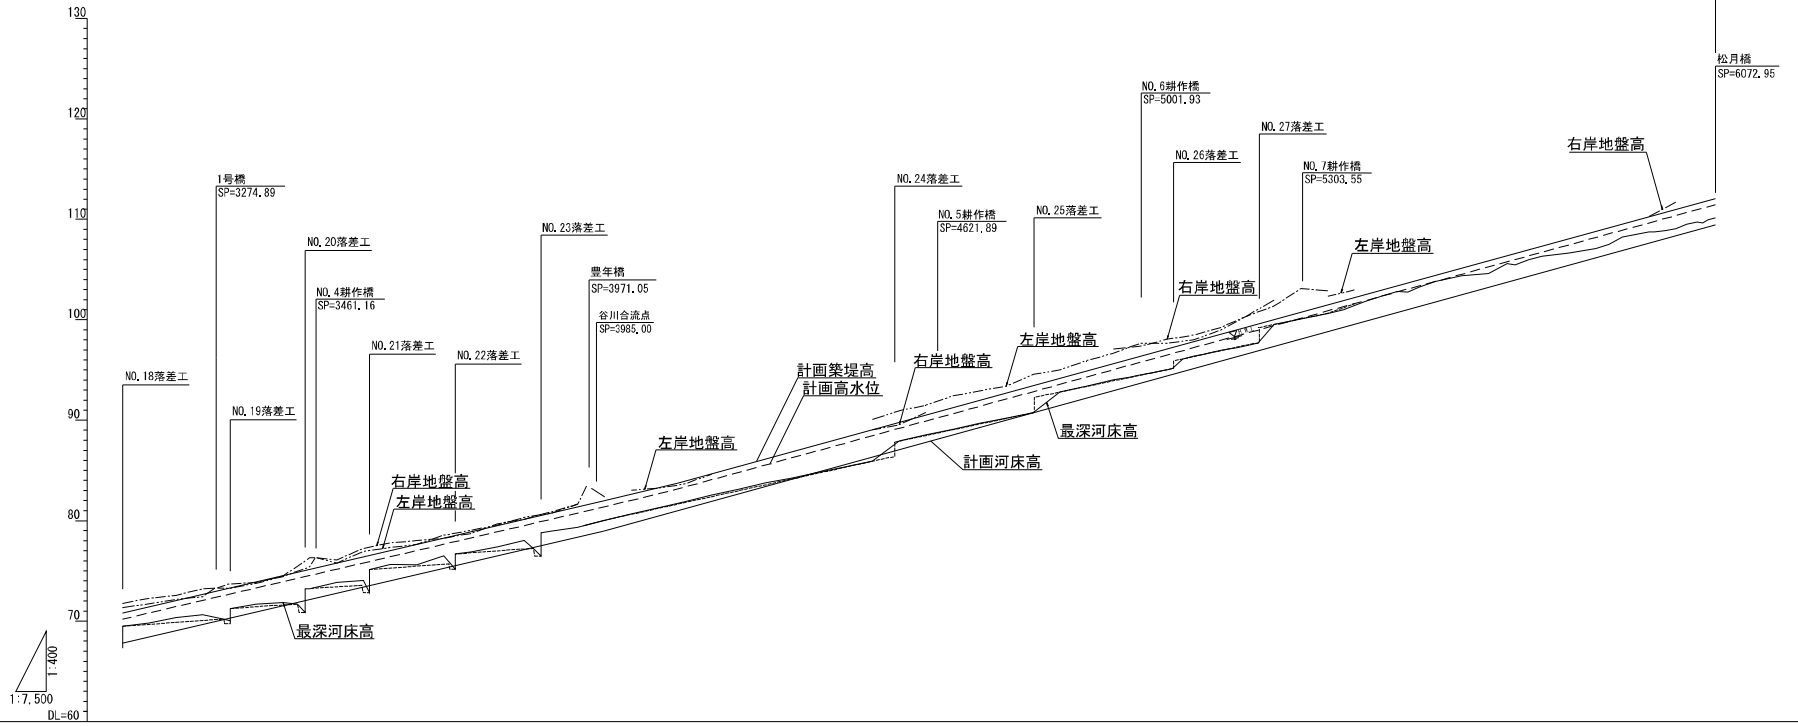 130
120
110
100
90
80
70
DL=60
1:400
1:7,500
NO.18落差工
1号橋
SP=3274.89
NO.19落差工
NO.20落差工
NO.4耕作橋
SP=3461.16
NO.21落差工
右岸地盤高
左岸地盤高
最深河床高
NO.22落差工
NO.23落差工
豊年橋
SP=3971.05
谷川合流点
SP=3985.00
左岸地盤高
計画築堤高
計画高水位
NO.24落差工
NO.5耕作橋
SP=4621.89
右岸地盤高
計画河床高
NO.25落差工
左岸地盤高
最深河床高
NO.6耕作橋
SP=5001.93
NO.26落差工
右岸地盤高
NO.27落差工
NO.7耕作橋
SP=5303.55
左岸地盤高
右岸地盤高
松月橋
SP=6072.95